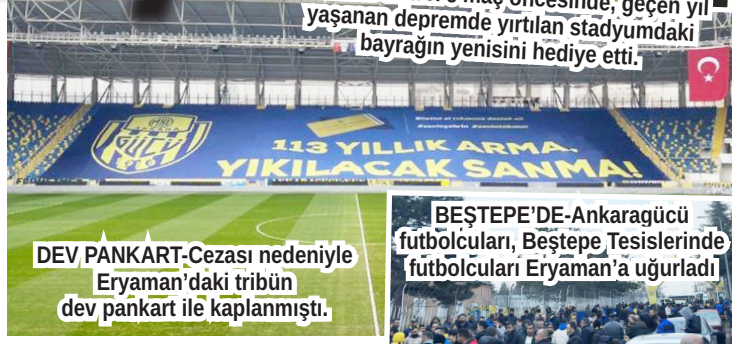 maç öncesinde, geçen yıl
yaşanan depremde yırtılan stadyumdaki
bayrağın yenisini hediye etti.
GÜCÜ
113 YILLIK ARMA.
YIKILACAK SANMA!
DEV PANKART-Cezası nedeniyle
Eryaman’daki tribün
dev pankart ile kaplanmıştı.
BEŞTEPE’DE-Ankaragücü
futbolcuları, Beştepe Tesislerinde
futbolcuları Eryaman’a uğurladı